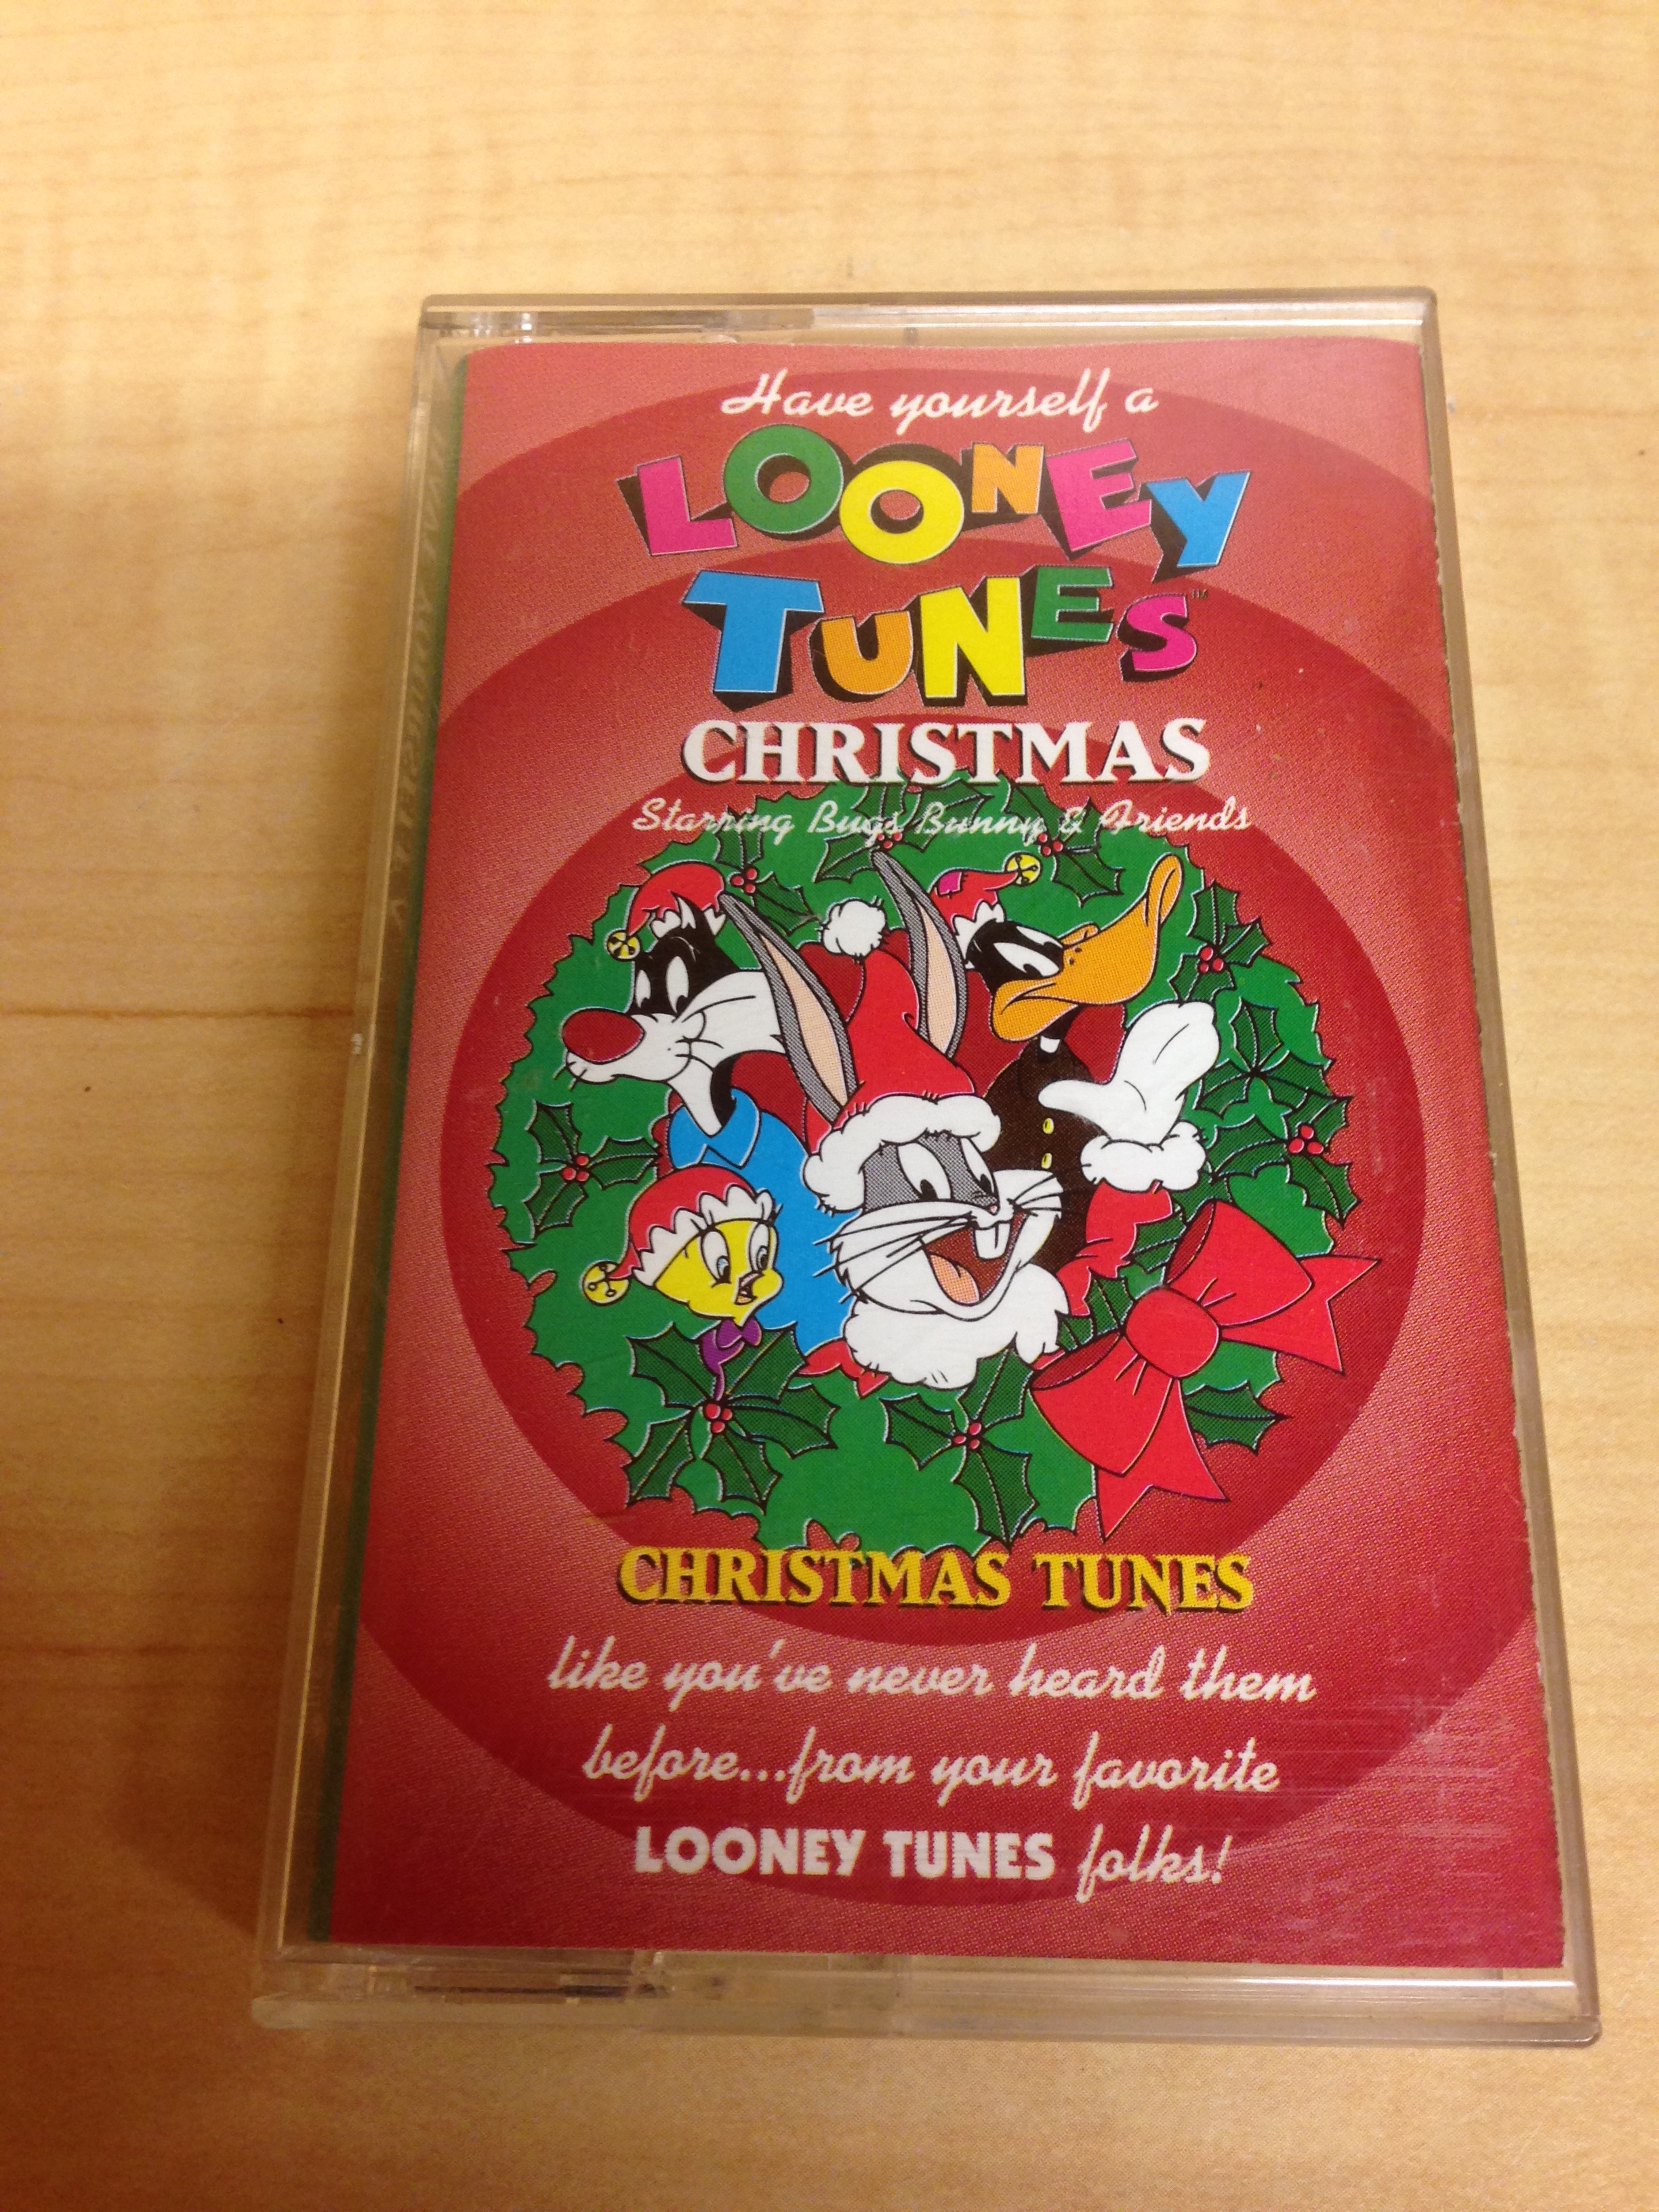 Have yourself a
LOONEY
TUNES™
CHRISTMAS
Starring Bugs Bunny & Friends
CHRISTMAS TUNES
like you've never heard them
before...from your favorite
LOONEY TUNES folks!